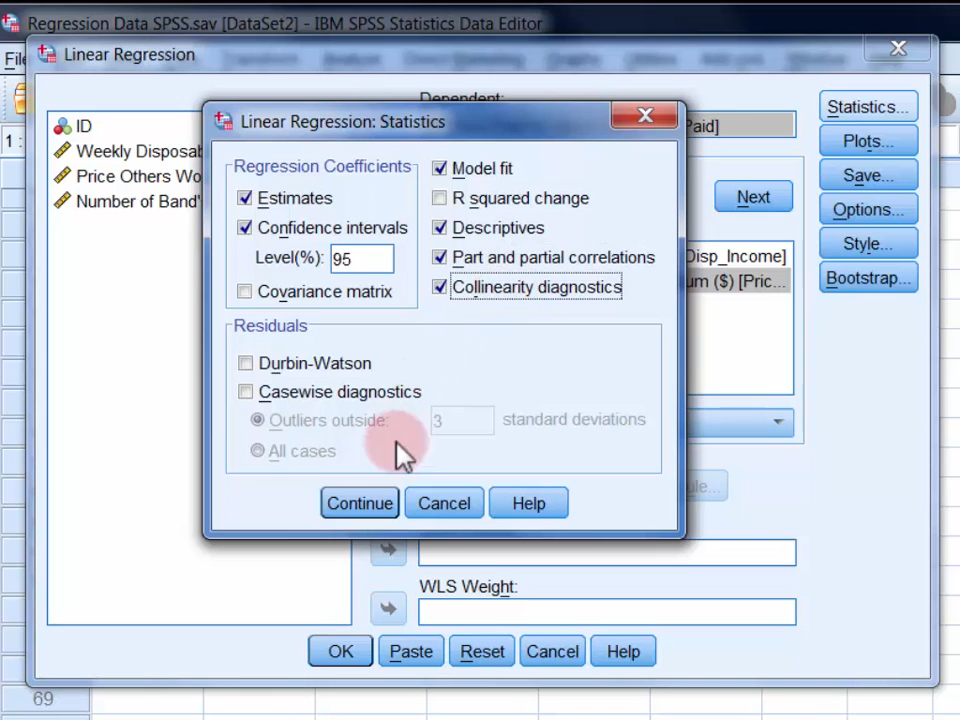 Regression Data SPSS.sav [DataSet2] - IBM SPSS Statistics Data Editor
Linear Regression
Dependent:
ID
Weekly Disposab
Price Others Wo
Number of Band'
Paid]
Statistics...
Plots...
Save...
Options...
Style...
Bootstrap...
Next
Disp_Income]
um ($) [Pric...
Linear Regression: Statistics
Regression Coefficients
Estimates
Confidence intervals
Level(%): 95
Covariance matrix
Model fit
R squared change
Descriptives
Part and partial correlations
Collinearity diagnostics
Residuals
Durbin-Watson
Casewise diagnostics
Outliers outside: 3 standard deviations
All cases
Continue Cancel Help
WLS Weight:
OK Paste Reset Cancel Help
69
1 :